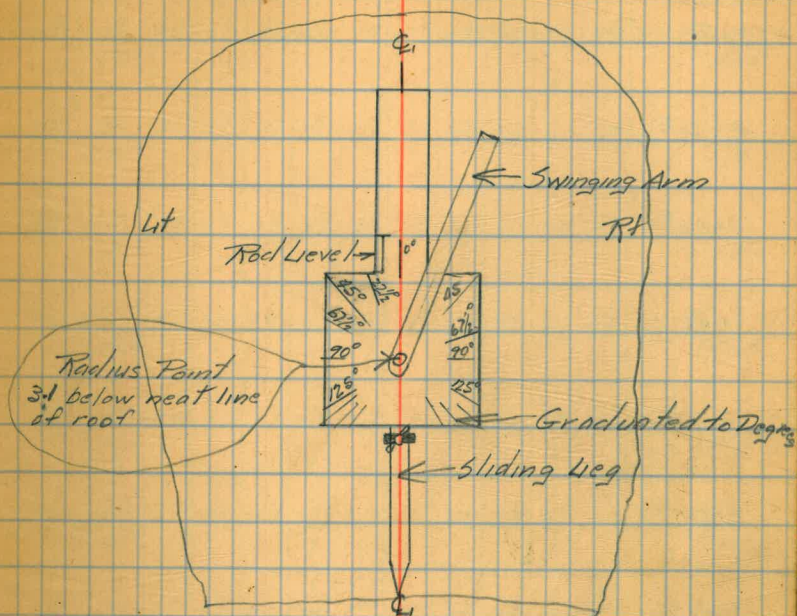 ℄
Swinging Arm
Lt
Rt
Rod Level
0°
45°
22½°
45
67½°
67½°
90°
90°
Radius Point
3.1 below neat line
of roof
125°
125°
Graduated to Degrees
Sliding Leg
℄